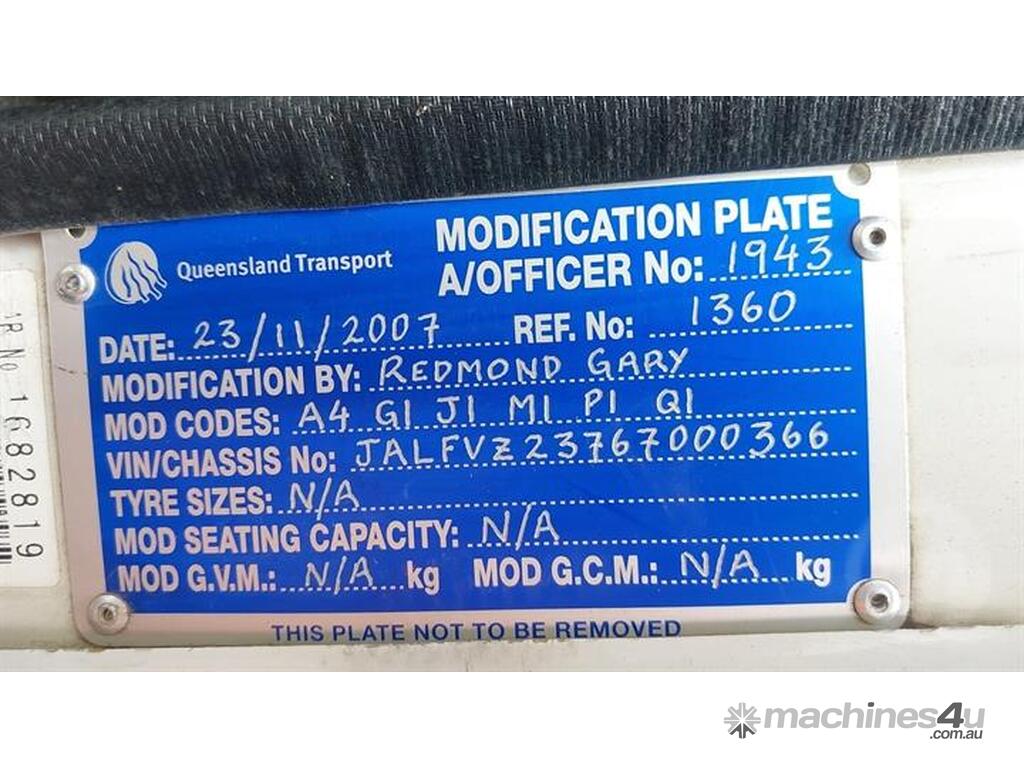 Queensland Transport
MODIFICATION PLATE
A/OFFICER No: 1943
DATE: 23/11/2007 REF. No: 1360
MODIFICATION BY: REDMOND GARY
MOD CODES: A4 G1 J1 M1 P1 Q1
VIN/CHASSIS No: JALFVZ23767000366
TYRE SIZES: N/A
MOD SEATING CAPACITY: N/A
MOD G.V.M.: N/A kg MOD G.C.M.: N/A kg
THIS PLATE NOT TO BE REMOVED
R No 1682819
machines4u
.com.au